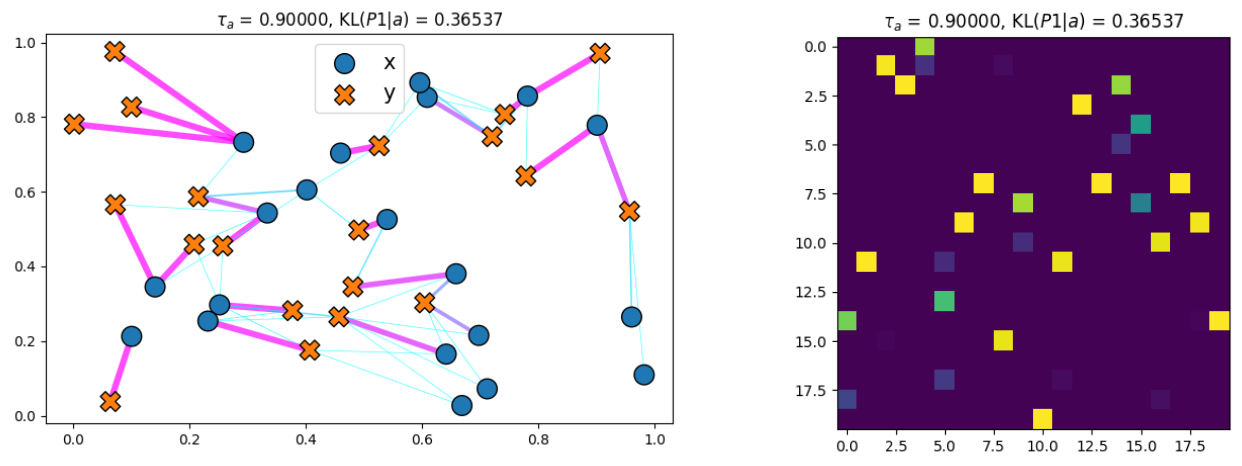 τ_a = 0.90000, KL(P1|a) = 0.36537
1.0
0.8
0.6
0.4
0.2
0.0
0.0 0.2 0.4 0.6 0.8 1.0
x
y
τ_a = 0.90000, KL(P1|a) = 0.36537
0.0
2.5
5.0
7.5
10.0
12.5
15.0
17.5
0.0 2.5 5.0 7.5 10.0 12.5 15.0 17.5